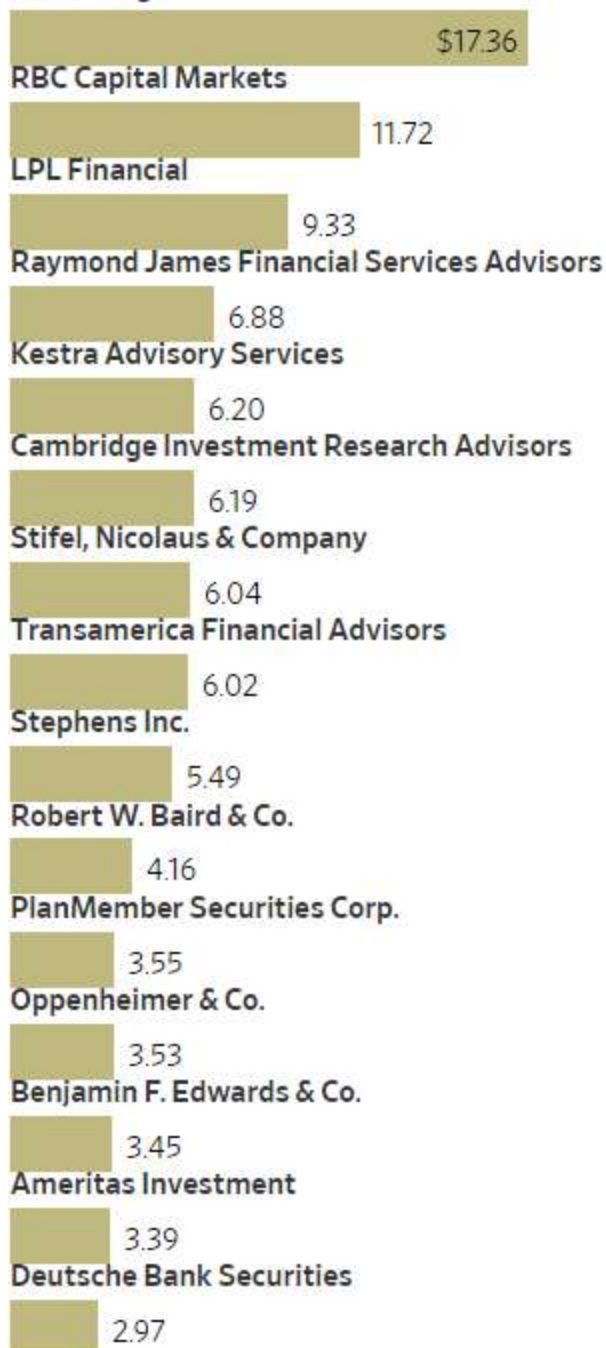 $17.36
RBC Capital Markets
11.72
LPL Financial
9.33
Raymond James Financial Services Advisors
6.88
Kestra Advisory Services
6.20
Cambridge Investment Research Advisors
6.19
Stifel, Nicolaus & Company
6.04
Transamerica Financial Advisors
6.02
Stephens Inc.
5.49
Robert W. Baird & Co.
4.16
PlanMember Securities Corp.
3.55
Oppenheimer & Co.
3.53
Benjamin F. Edwards & Co.
3.45
Ameritas Investment
3.39
Deutsche Bank Securities
2.97